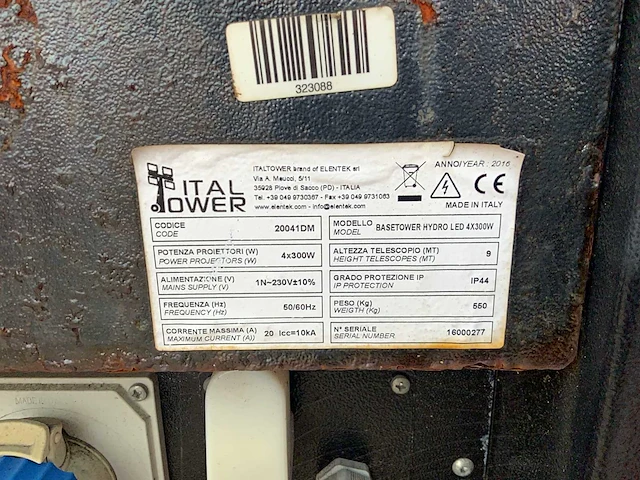 323088
ITAL
TOWER
ITALTOWER brand of ELENTEK srl
Via A. Meucci, 5/11
35028 Piove di Sacco (PD) - ITALIA
Tel. +39 049 9730367 - Fax +39 049 9731063
www.elentek.com - info@elentek.com
ANNO/YEAR: 2016
CE
MADE IN ITALY
CODICE
CODE
20041DM
MODELLO
MODEL
BASETOWER HYDRO LED 4X300W
POTENZA PROIETTORI (W)
POWER PROJECTORS (W)
4x300W
ALTEZZA TELESCOPIO (MT)
HEIGHT TELESCOPES (MT)
9
ALIMENTAZIONE (V)
MAINS SUPPLY (V)
1N~230V±10%
GRADO PROTEZIONE IP
IP PROTECTION
IP44
FREQUENZA (Hz)
FREQUENCY (Hz)
50/60Hz
PESO (Kg)
WEIGTH (Kg)
550
CORRENTE MASSIMA (A)
MAXIMUM CURRENT (A))
20 Icc=10kA
N° SERIALE
SERIAL NUMBER
16000277